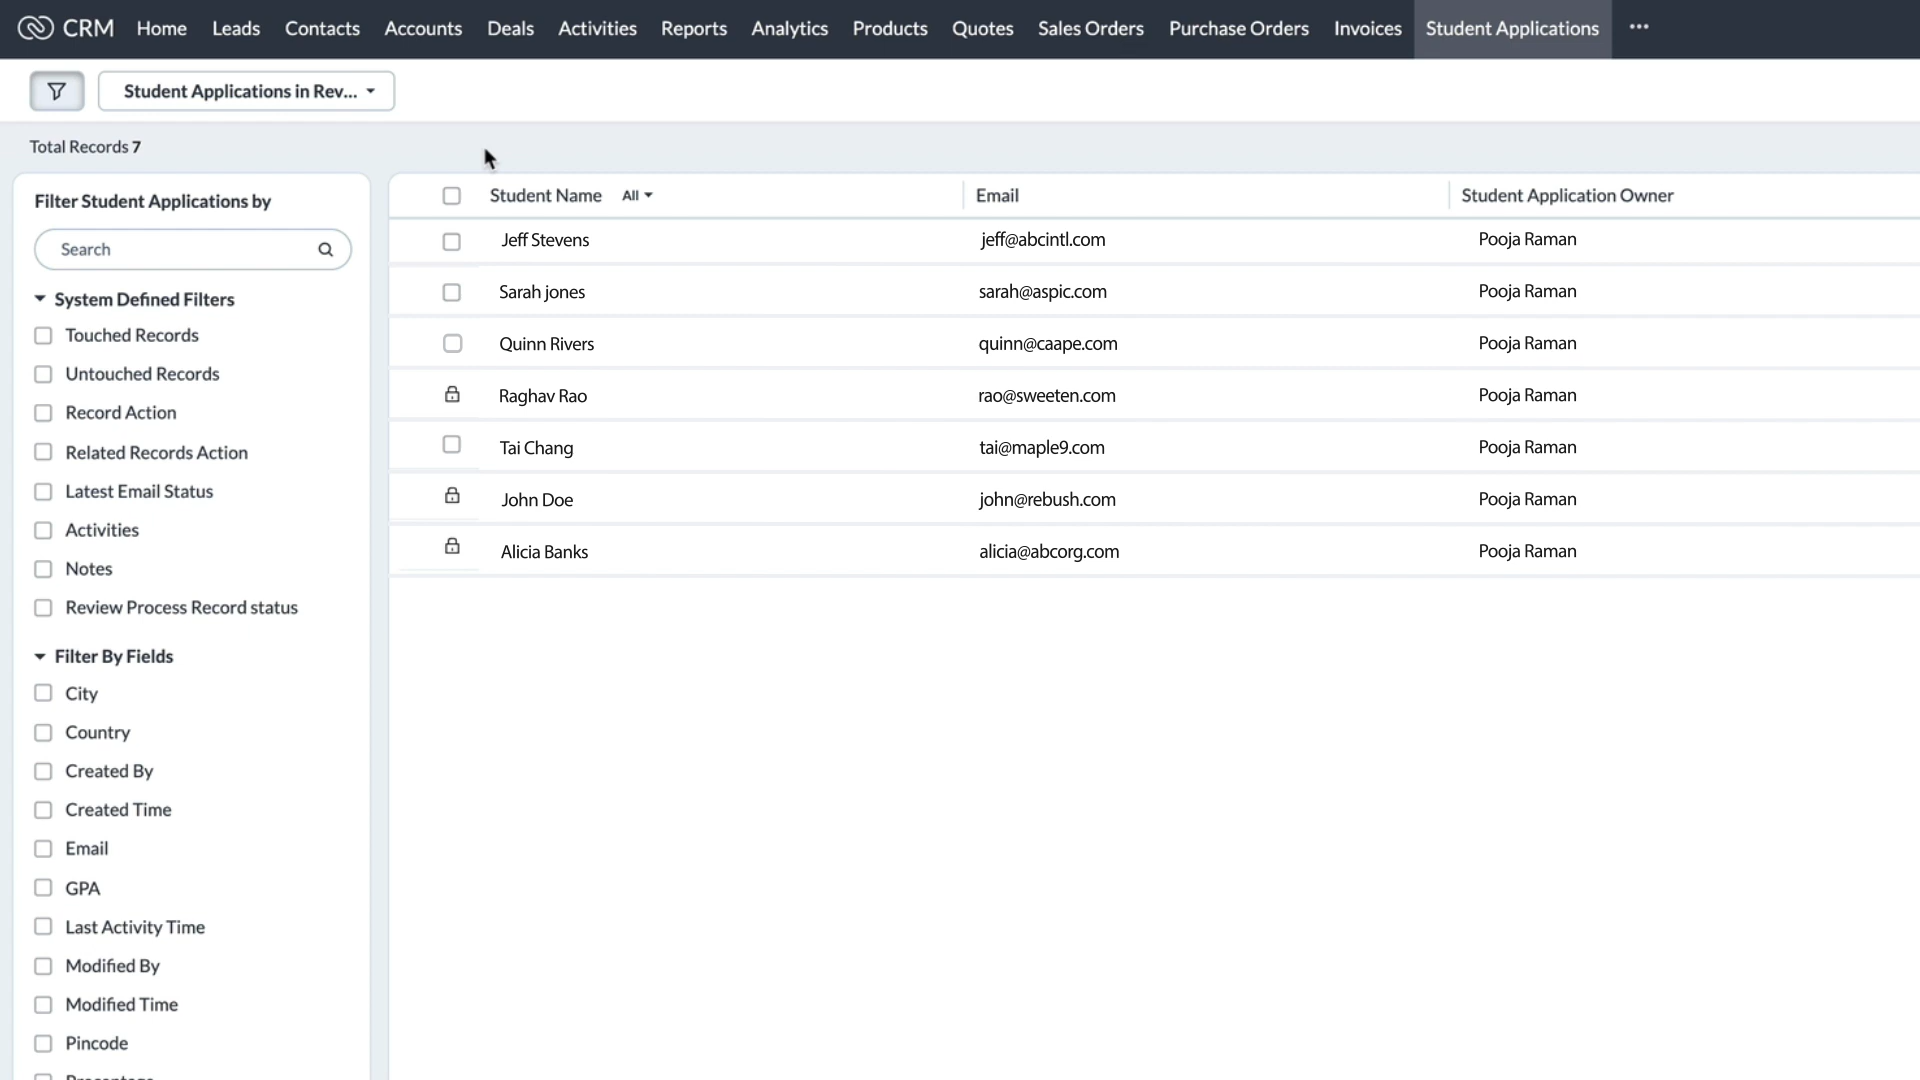 CRM Home Leads Contacts Accounts Deals Activities Reports Analytics Products Quotes Sales Orders Purchase Orders Invoices Student Applications ...
Student Applications in Rev...
Total Records 7
Filter Student Applications by
Search
System Defined Filters
Touched Records
Untouched Records
Record Action
Related Records Action
Latest Email Status
Activities
Notes
Review Process Record status
Filter By Fields
City
Country
Created By
Created Time
Email
GPA
Last Activity Time
Modified By
Modified Time
Pincode
Student Name All Email Student Application Owner
Jeff Stevens jeff@abcintl.com Pooja Raman
Sarah jones sarah@aspic.com Pooja Raman
Quinn Rivers quinn@caape.com Pooja Raman
Raghav Rao rao@sweeten.com Pooja Raman
Tai Chang tai@maple9.com Pooja Raman
John Doe john@rebush.com Pooja Raman
Alicia Banks alicia@abcorg.com Pooja Raman